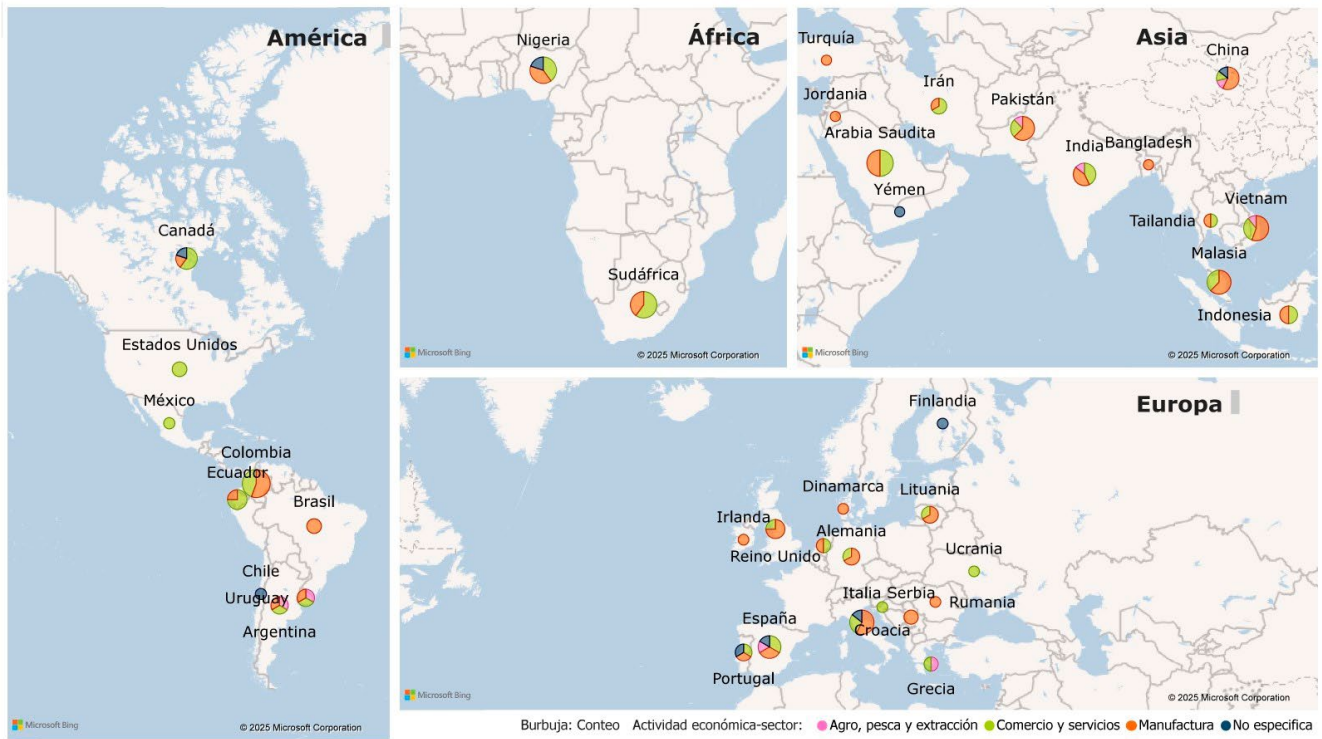 América
Canadá
Estados Unidos
México
Colombia
Ecuador
Brasil
Chile
Uruguay
Argentina
Microsoft Bing
© 2025 Microsoft Corporation
África
Nigeria
Sudáfrica
Microsoft Bing
© 2025 Microsoft Corporation
Asia
Turquía
China
Jordania
Irán
Pakistán
Arabia Saudita
India
Bangladesh
Yémen
Vietnam
Tailandia
Malasia
Indonesia
Microsoft Bing
© 2025 Microsoft Corporation
Europa
Finlandia
Dinamarca
Lituania
Irlanda
Alemania
Reino Unido
Ucrania
Italia
Serbia
Rumania
España
Croacia
Portugal
Grecia
Microsoft Bing
© 2025 Microsoft Corporation
Burbuja: Conteo Actividad económica-sector: Agro, pesca y extracción Comercio y servicios Manufactura No especifica